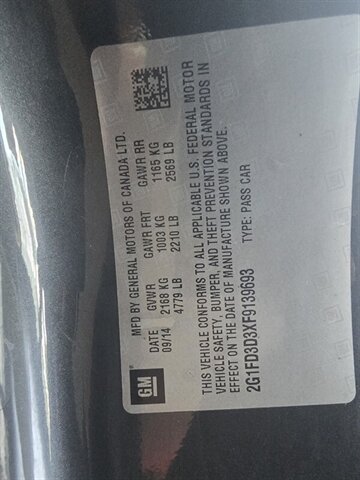 GM
MFD BY GENERAL MOTORS OF CANADA LTD.
DATE GVWR GAWR FRT GAWR RR
09/14 2168 KG 1003 KG 1165 KG
4779 LB 2210 LB 2569 LB
THIS VEHICLE CONFORMS TO ALL APPLICABLE U.S. FEDERAL MOTOR
VEHICLE SAFETY, BUMPER, AND THEFT PREVENTION STANDARDS IN
EFFECT ON THE DATE OF MANUFACTURE SHOWN ABOVE.
2G1FD3D3XF9139693 TYPE: PASS CAR